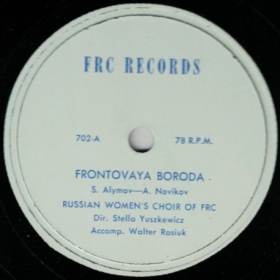 FRC RECORDS
702-A 78 R.P.M.
FRONTOVAYA BORODA
S. Alymov—A. Novikov
RUSSIAN WOMEN'S CHOIR OF FRC
Dir. Stella Yuszkewicz
Accomp. Walter Rasiuk